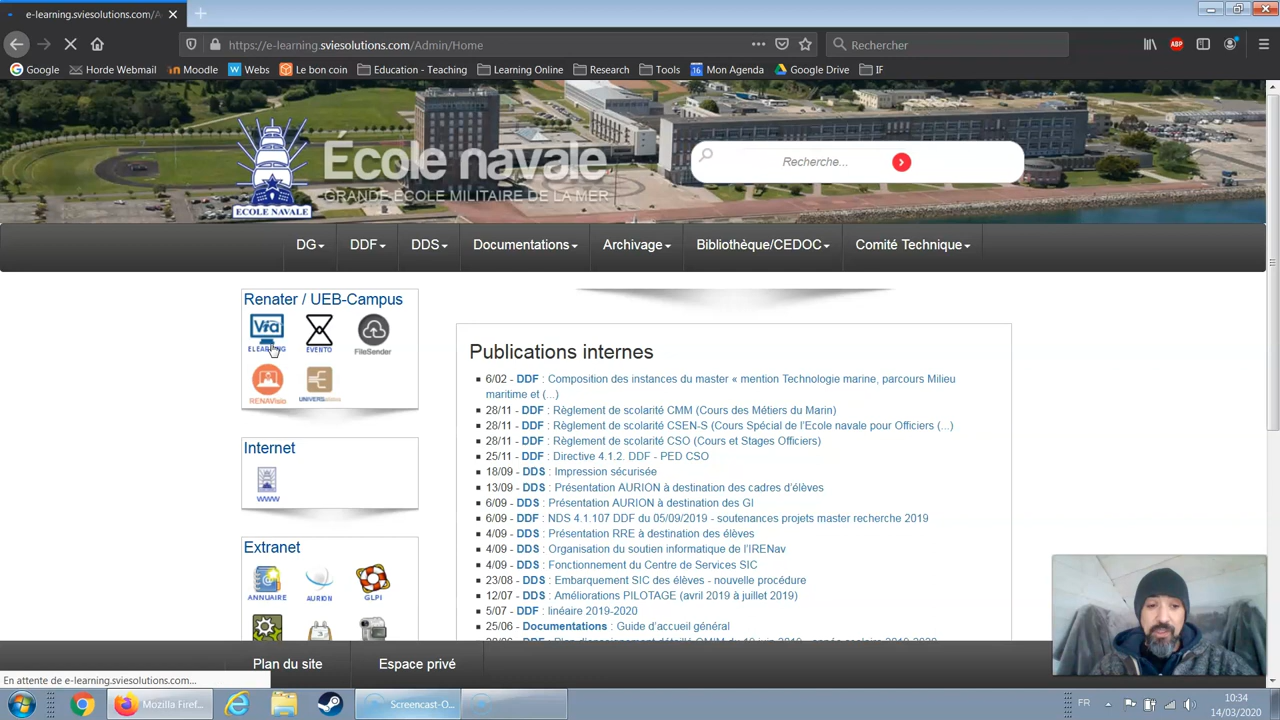 e-learning.sviesolutions.com/A
https://e-learning.sviesolutions.com/Admin/Home
Rechercher
ABP
Google
Horde Webmail
Moodle
Webs
Le bon coin
Education - Teaching
Learning Online
Research
Tools
16
Mon Agenda
Google Drive
IF
ECOLE NAVALE
École navale
GRANDE ÉCOLE MILITAIRE DE LA MER
Recherche...
DG
DDF
DDS
Documentations
Archivage
Bibliothèque/CEDOC
Comité Technique
Renater / UEB-Campus
Via
ELEARNING
EVENTO
FileSender
RENAVisio
Internet
WWW
Extranet
ANNUAIRE
AURION
GLPI
Publications internes
6/02 - DDF : Composition des instances du master « mention Technologie marine, parcours Milieu
maritime et (...)
28/11 - DDF : Règlement de scolarité CMM (Cours des Métiers du Marin)
28/11 - DDF : Règlement de scolarité CSEN-S (Cours Spécial de l'Ecole navale pour Officiers (...)
28/11 - DDF : Règlement de scolarité CSO (Cours et Stages Officiers)
25/11 - DDF : Directive 4.1.2. DDF - PED CSO
18/09 - DDS : Impression sécurisée
13/09 - DDS : Présentation AURION à destination des cadres d'élèves
6/09 - DDS : Présentation AURION à destination des GI
6/09 - DDF : NDS 4.1.107 DDF du 05/09/2019 - soutenances projets master recherche 2019
4/09 - DDS : Présentation RRE à destination des élèves
4/09 - DDS : Organisation du soutien informatique de l'IRENav
4/09 - DDS : Fonctionnement du Centre de Services SIC
23/08 - DDS : Embarquement SIC des élèves - nouvelle procédure
12/07 - DDS : Améliorations PILOTAGE (avril 2019 à juillet 2019)
5/07 - DDF : linéaire 2019-2020
25/06 - Documentations : Guide d'accueil général
Plan du site
Espace privé
En attente de e-learning.sviesolutions.com...
Mozilla Firef...
Screencast-O...
FR
10:34
14/03/2020